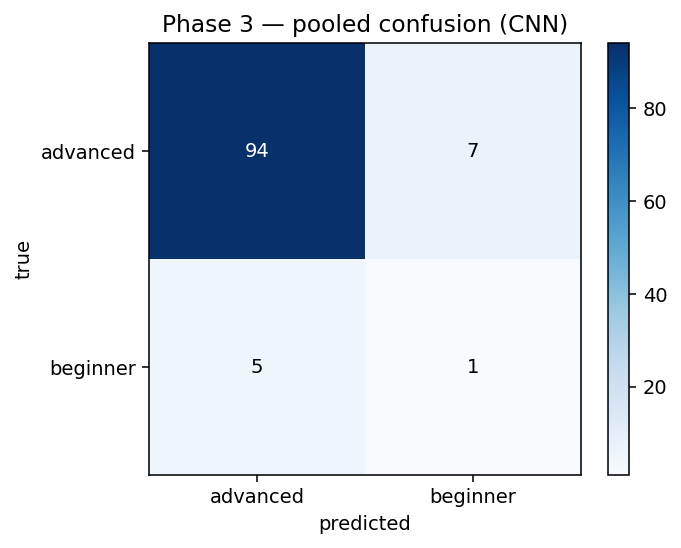 Phase 3 — pooled confusion (CNN)
advanced
94
7
beginner
5
1
advanced
beginner
predicted
true
80
60
40
20